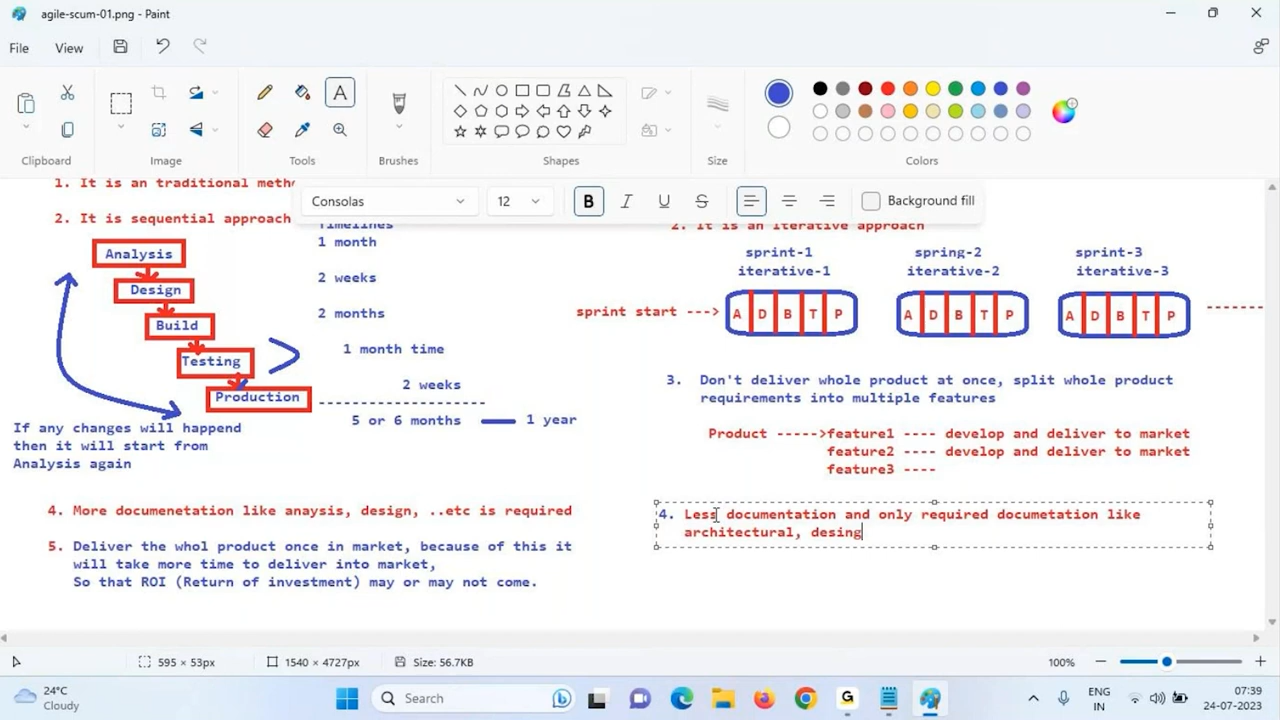 agile-scum-01.png - Paint
File View
Clipboard Image Tools Brushes Shapes Size Colors
Consolas 12 B I U S Background fill
1. It is an traditional meth
2. It is sequential approach
Timelines
Analysis
1 month
Design
2 weeks
Build
2 months
Testing
1 month time
Production
2 weeks
5 or 6 months 1 year
If any changes will happend
then it will start from
Analysis again
4. More documenetation like anaysis, design, ..etc is required
5. Deliver the whol product once in market, because of this it
will take more time to deliver into market,
So that ROI (Return of investment) may or may not come.
2. It is an iterative approach
sprint-1 spring-2 sprint-3
iterative-1 iterative-2 iterative-3
sprint start ---> A D B T P A D B T P A D B T P -------
3. Don't deliver whole product at once, split whole product
requirements into multiple features
Product ----->feature1 ---- develop and deliver to market
feature2 ---- develop and deliver to market
feature3 ----
4. Less documentation and only required documetation like
architectural, desing
595 × 53px 1540 × 4727px Size: 56.7KB 100%
24°C
Cloudy
Search
ENG
IN
07:39
24-07-2023